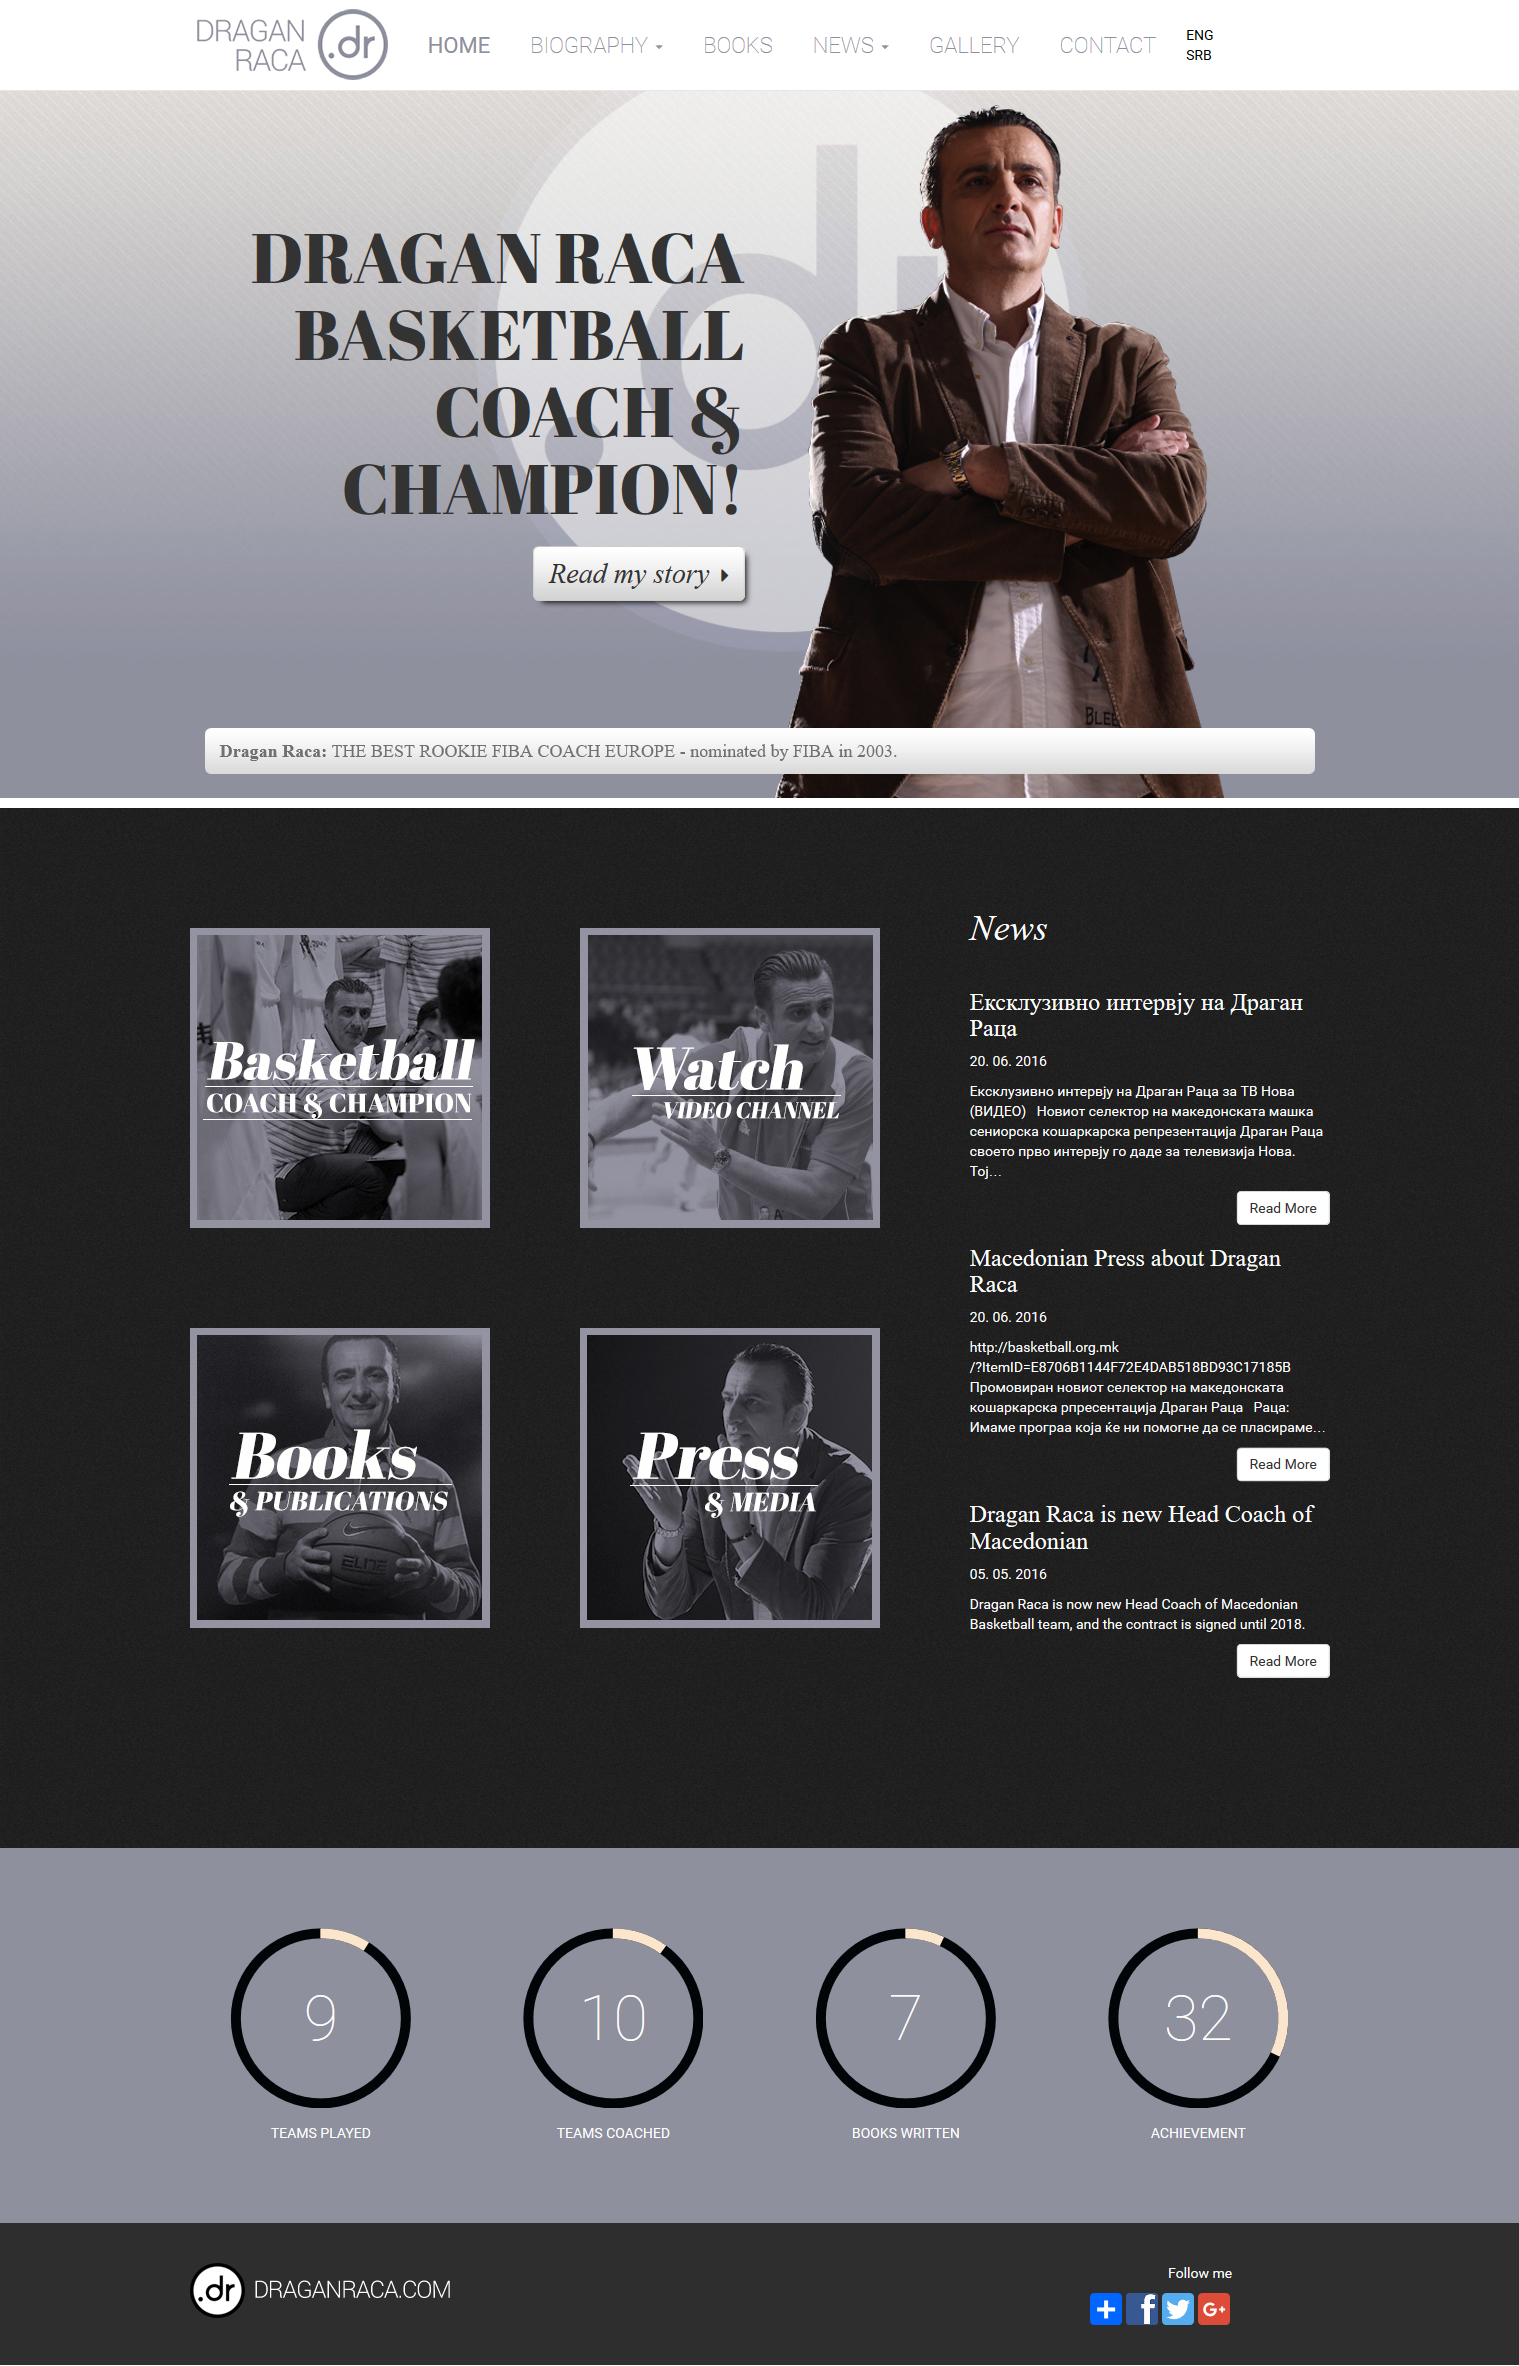 DRAGAN
RACA
.dr
HOME
BIOGRAPHY
BOOKS
NEWS
GALLERY
CONTACT
ENG
SRB
DRAGAN RACA
BASKETBALL
COACH &
CHAMPION!
Read my story
BLEE
Dragan Raca: THE BEST ROOKIE FIBA COACH EUROPE - nominated by FIBA in 2003.
Basketball
COACH & CHAMPION
Watch
VIDEO CHANNEL
Books
& PUBLICATIONS
ELITE
Press
& MEDIA
News
Ексклузивно интервју на Драган
Раца
20. 06. 2016
Ексклузивно интервју на Драган Раца за ТВ Нова
(ВИДЕО) Новиот селектор на македонската машка
сениорска кошаркарска репрезентација Драган Раца
своето прво интервју го даде за телевизија Нова.
Тој…
Read More
Macedonian Press about Dragan
Raca
20. 06. 2016
http://basketball.org.mk
/?ItemID=E8706B1144F72E4DAB518BD93C17185B
Промовиран новиот селектор на македонската
кошаркарска рпресентација Драган Раца Раца:
Имаме програа која ќе ни помогне да се пласираме…
Read More
Dragan Raca is new Head Coach of
Macedonian
05. 05. 2016
Dragan Raca is now new Head Coach of Macedonian
Basketball team, and the contract is signed until 2018.
Read More
9
TEAMS PLAYED
10
TEAMS COACHED
7
BOOKS WRITTEN
32
ACHIEVEMENT
.dr
DRAGANRACA.COM
Follow me